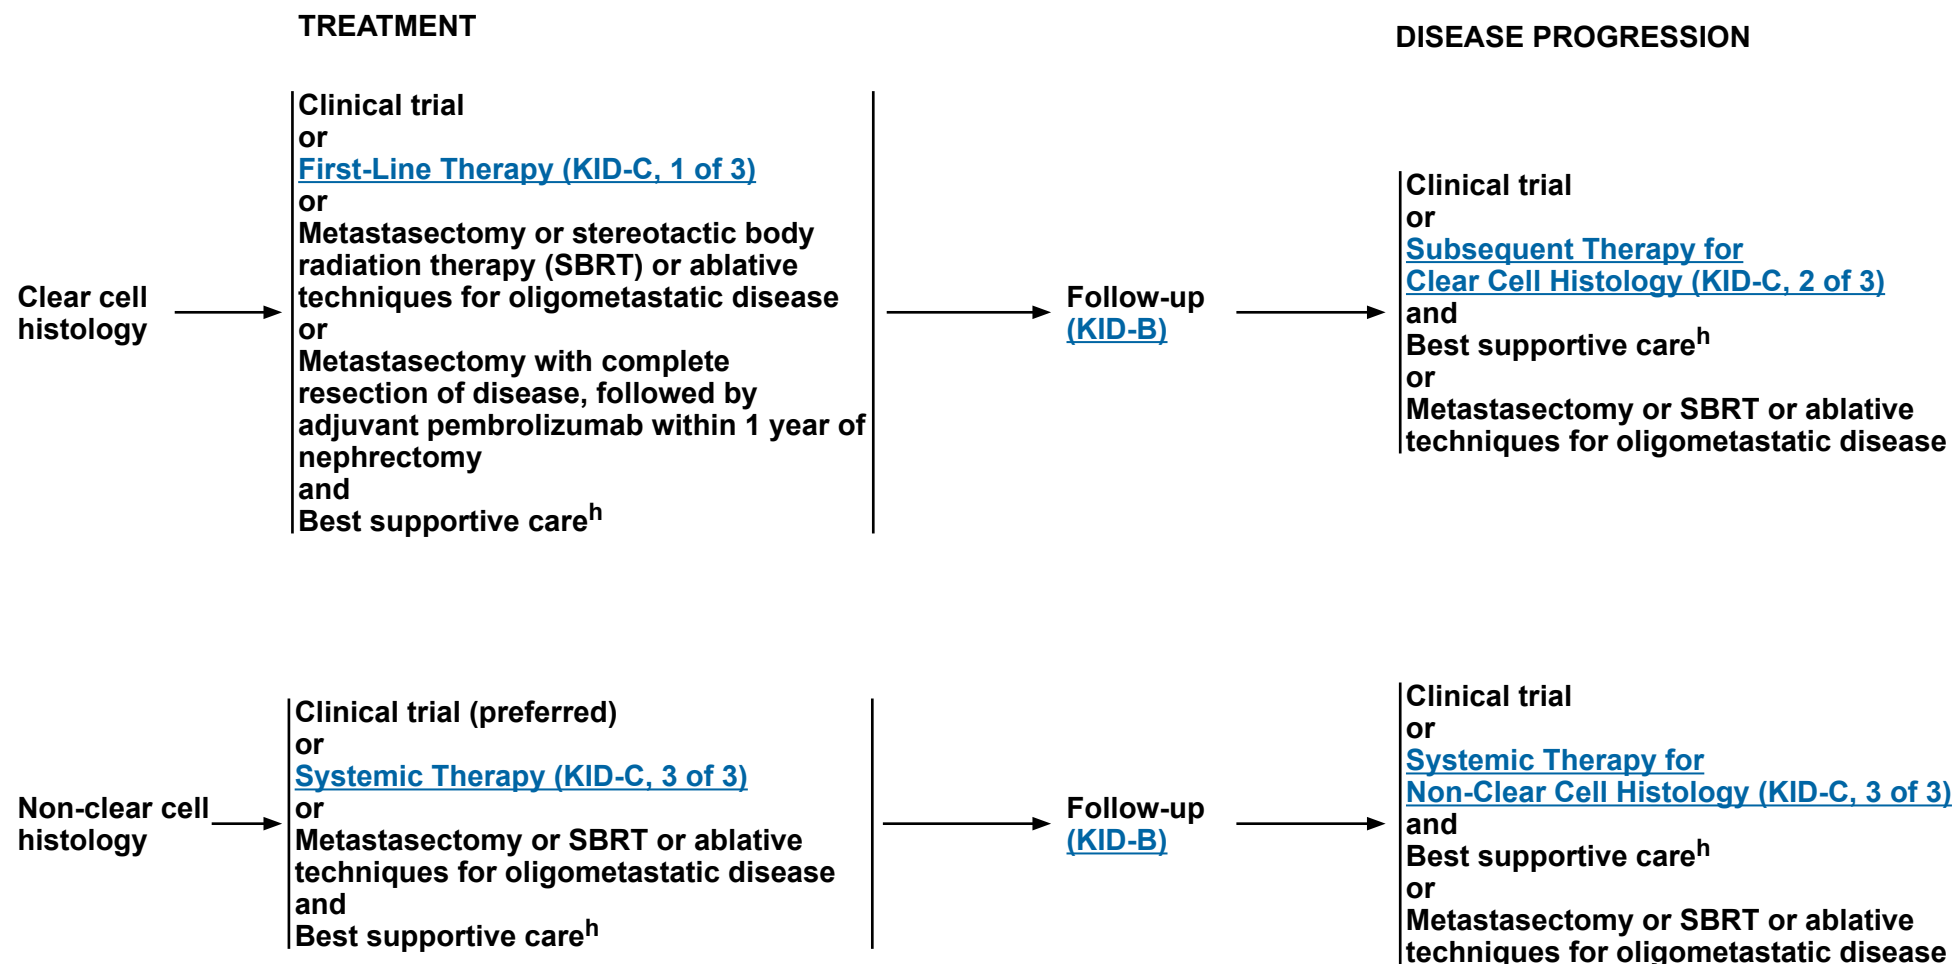 TREATMENT
DISEASE PROGRESSION
Clear cell
histology
Clinical trial
or
First-Line Therapy (KID-C, 1 of 3)
or
Metastasectomy or stereotactic body
radiation therapy (SBRT) or ablative
techniques for oligometastatic disease
or
Metastasectomy with complete
resection of disease, followed by
adjuvant pembrolizumab within 1 year of
nephrectomy
and
Best supportive careʰ
Follow-up
(KID-B)
Clinical trial
or
Subsequent Therapy for
Clear Cell Histology (KID-C, 2 of 3)
and
Best supportive careʰ
or
Metastasectomy or SBRT or ablative
techniques for oligometastatic disease
Non-clear cell
histology
Clinical trial (preferred)
or
Systemic Therapy (KID-C, 3 of 3)
or
Metastasectomy or SBRT or ablative
techniques for oligometastatic disease
and
Best supportive careʰ
Follow-up
(KID-B)
Clinical trial
or
Systemic Therapy for
Non-Clear Cell Histology (KID-C, 3 of 3)
and
Best supportive careʰ
or
Metastasectomy or SBRT or ablative
techniques for oligometastatic disease